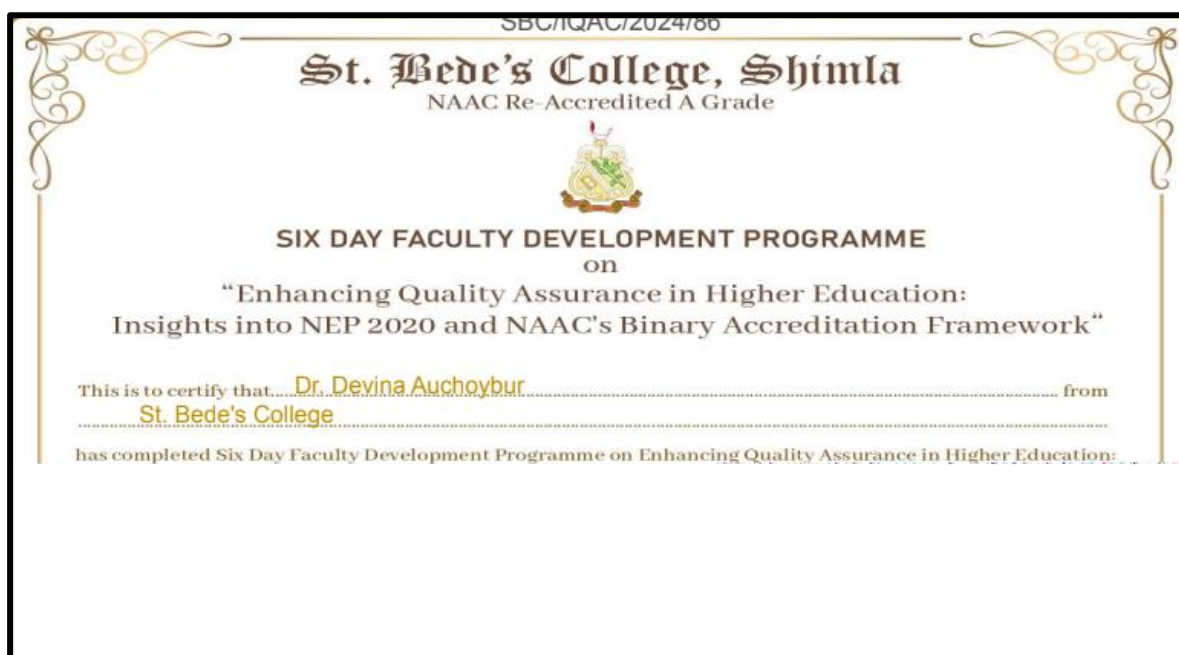 SBC/IQAC/2024/86
St. Bede's College, Shimla
NAAC Re-Accredited A Grade
SIX DAY FACULTY DEVELOPMENT PROGRAMME
on
“Enhancing Quality Assurance in Higher Education:
Insights into NEP 2020 and NAAC's Binary Accreditation Framework“
This is to certify that Dr. Devina Auchoybur from
St. Bede's College
has completed Six Day Faculty Development Programme on Enhancing Quality Assurance in Higher Education: